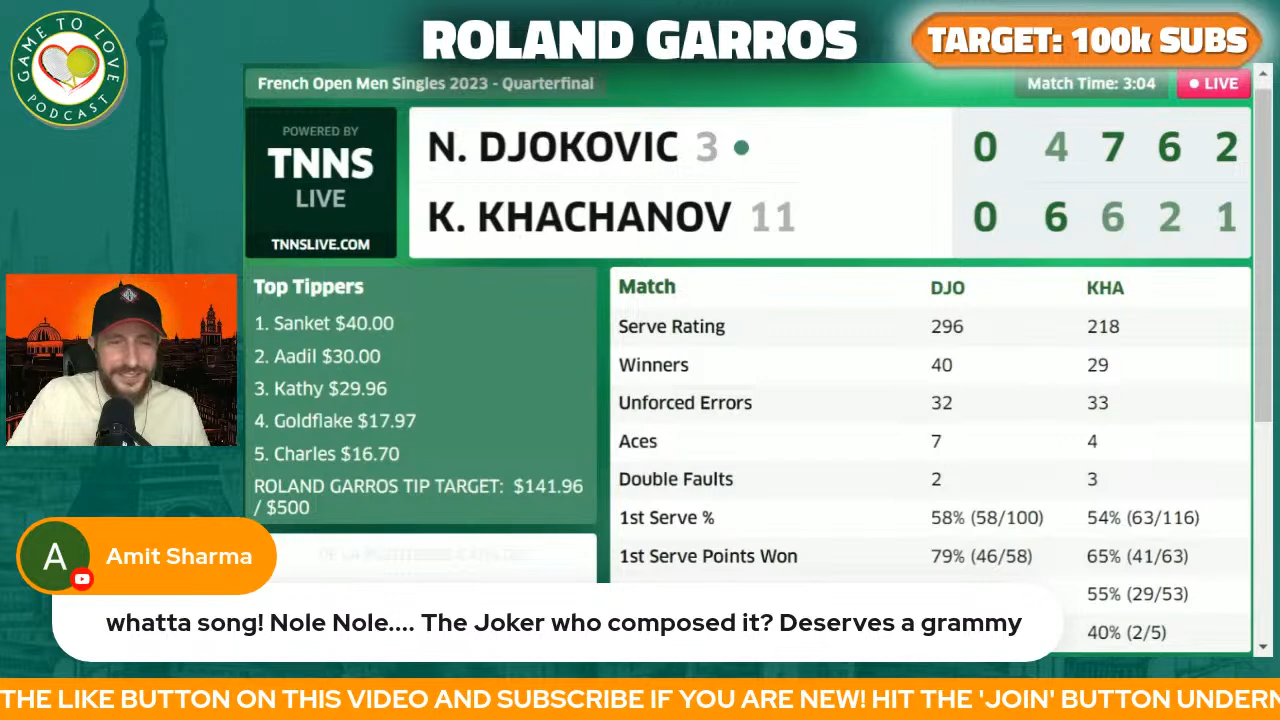 GAME TO LOVE
PODCAST
ROLAND GARROS
TARGET: 100k SUBS
French Open Men Singles 2023 - Quarterfinal
Match Time: 3:04
LIVE
POWERED BY
TNNS
LIVE
TNNSLIVE.COM
N. DJOKOVIC 3 0 4 7 6 2
K. KHACHANOV 11 0 6 6 2 1
Top Tippers
1. Sanket $40.00
2. Aadil $30.00
3. Kathy $29.96
4. Goldflake $17.97
5. Charles $16.70
ROLAND GARROS TIP TARGET: $141.96
/ $500
Match DJO KHA
Serve Rating 296 218
Winners 40 29
Unforced Errors 32 33
Aces 7 4
Double Faults 2 3
1st Serve % 58% (58/100) 54% (63/116)
1st Serve Points Won 79% (46/58) 65% (41/63)
55% (29/53)
40% (2/5)
A
Amit Sharma
whatta song! Nole Nole.... The Joker who composed it? Deserves a grammy
THE LIKE BUTTON ON THIS VIDEO AND SUBSCRIBE IF YOU ARE NEW! HIT THE 'JOIN' BUTTON UNDERN